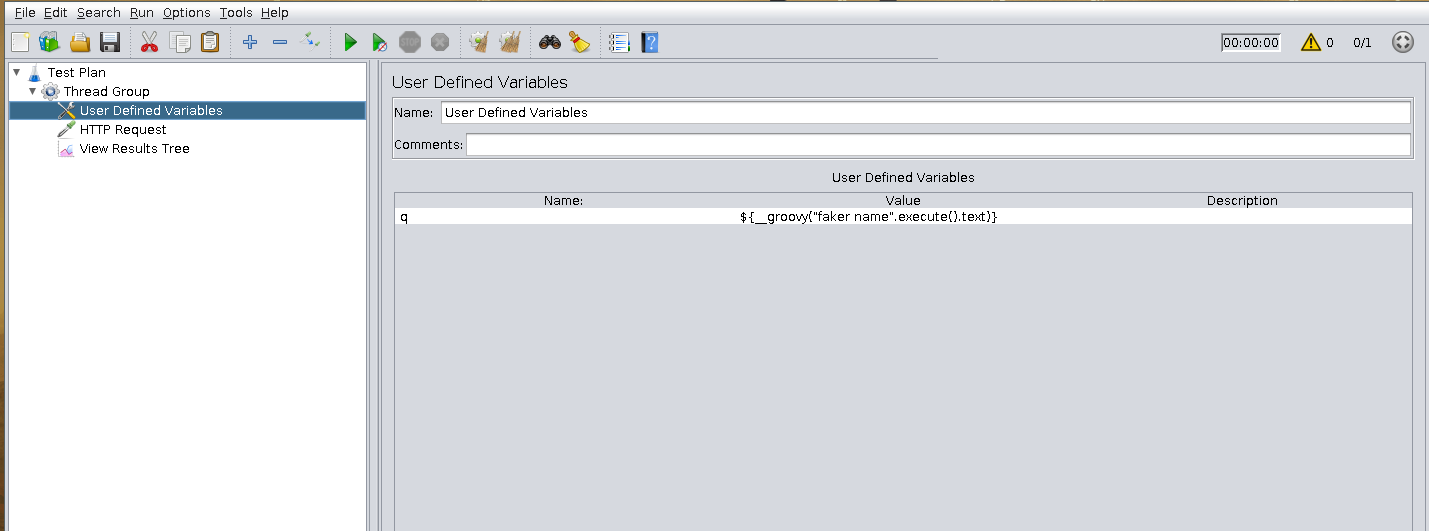 File Edit Search Run Options Tools Help
STOP 00:00:00 0 0/1
Test Plan
Thread Group
User Defined Variables
HTTP Request
View Results Tree
User Defined Variables
Name: User Defined Variables
Comments:
User Defined Variables
Name: Value Description
q ${__groovy("faker name".execute().text)}